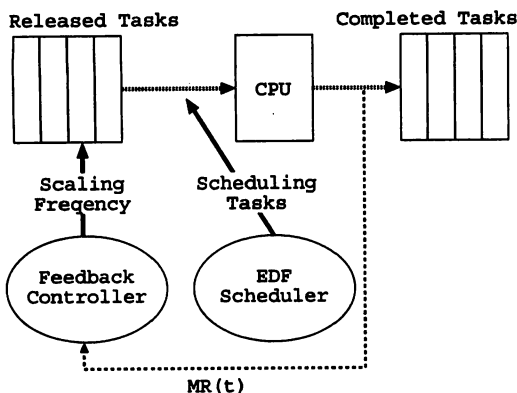 Released Tasks
Completed Tasks
CPU
Scaling
Freqency
Scheduling
Tasks
Feedback
Controller
EDF
Scheduler
MR(t)